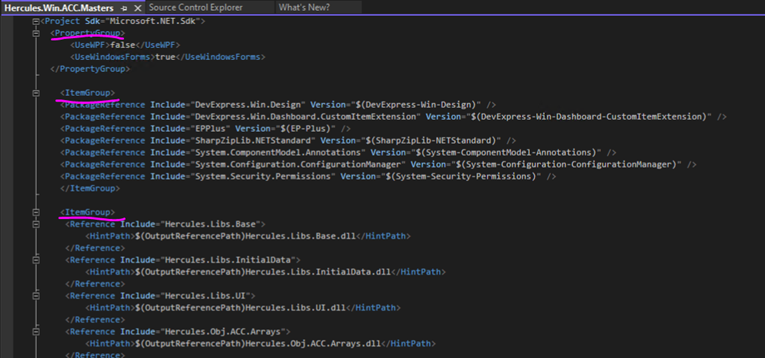 Hercules.Win.ACC.Masters Source Control Explorer What's New?
<Project Sdk="Microsoft.NET.Sdk">
<PropertyGroup>
<UseWPF>false</UseWPF>
<UseWindowsForms>true</UseWindowsForms>
</PropertyGroup>
<ItemGroup>
<PackageReference Include="DevExpress.Win.Design" Version="$(DevExpress-Win-Design)" />
<PackageReference Include="DevExpress.Win.Dashboard.CustomItemExtension" Version="$(DevExpress-Win-Dashboard-CustomItemExtension)" />
<PackageReference Include="EPPlus" Version="$(EP-Plus)" />
<PackageReference Include="SharpZipLib.NETStandard" Version="$(SharpZipLib-NETStandard)" />
<PackageReference Include="System.ComponentModel.Annotations" Version="$(System-ComponentModel-Annotations)" />
<PackageReference Include="System.Configuration.ConfigurationManager" Version="$(System-Configuration-ConfigurationManager)" />
<PackageReference Include="System.Security.Permissions" Version="$(System-Security-Permissions)" />
</ItemGroup>
<ItemGroup>
<Reference Include="Hercules.Libs.Base">
<HintPath>$(OutputReferencePath)Hercules.Libs.Base.dll</HintPath>
</Reference>
<Reference Include="Hercules.Libs.InitialData">
<HintPath>$(OutputReferencePath)Hercules.Libs.InitialData.dll</HintPath>
</Reference>
<Reference Include="Hercules.Libs.UI">
<HintPath>$(OutputReferencePath)Hercules.Libs.UI.dll</HintPath>
</Reference>
<Reference Include="Hercules.Obj.ACC.Arrays">
<HintPath>$(OutputReferencePath)Hercules.Obj.ACC.Arrays.dll</HintPath>
</Reference>